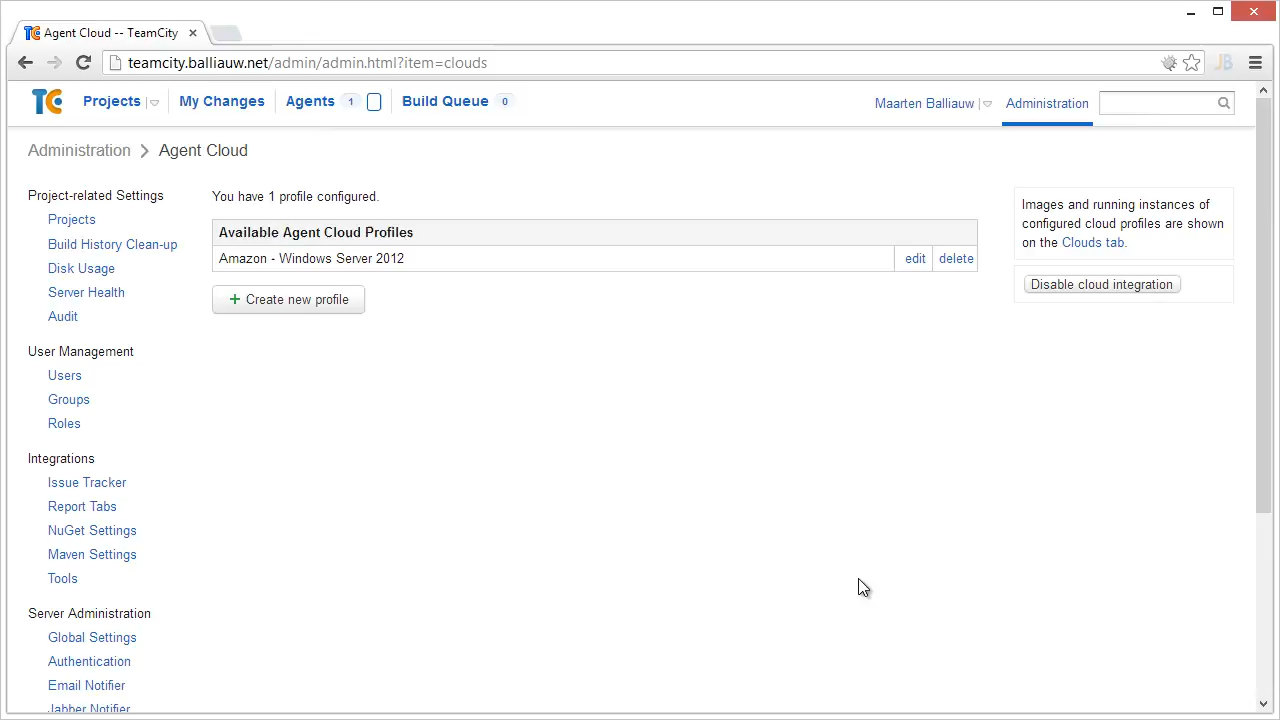 Agent Cloud -- TeamCity
teamcity.balliauw.net/admin/admin.html?item=clouds
TC
Projects
My Changes
Agents 1
Build Queue 0
Maarten Balliauw
Administration
Administration
Agent Cloud
Project-related Settings
Projects
Build History Clean-up
Disk Usage
Server Health
Audit
User Management
Users
Groups
Roles
Integrations
Issue Tracker
Report Tabs
NuGet Settings
Maven Settings
Tools
Server Administration
Global Settings
Authentication
Email Notifier
Jabber Notifier
You have 1 profile configured.
Available Agent Cloud Profiles
Amazon - Windows Server 2012 edit delete
+ Create new profile
Images and running instances of
configured cloud profiles are shown
on the Clouds tab.
Disable cloud integration
JB